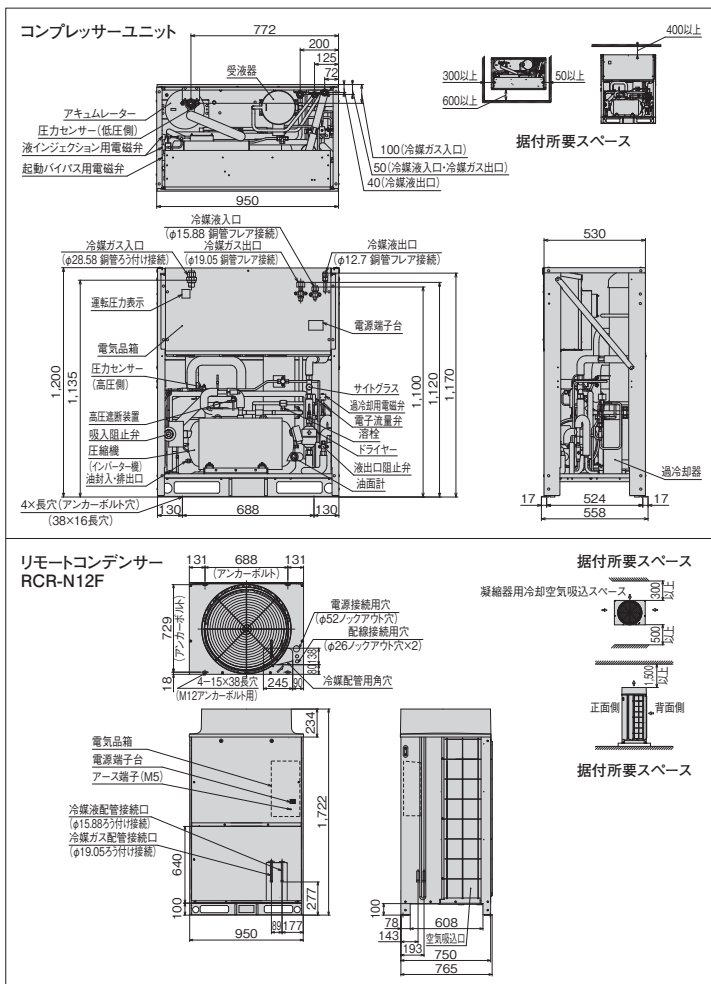 コンプレッサーユニット
772
200
125
72
受液器
アキュムレーター
圧力センサー(低圧側)
液インジェクション用電磁弁
起動バイパス用電磁弁
100(冷媒ガス入口)
50(冷媒液入口・冷媒ガス出口)
40(冷媒液出口)
950
400以上
300以上
50以上
600以上
据付所要スペース
冷媒液入口
(φ15.88 銅管フレア接続)
冷媒ガス入口
(φ28.58 銅管ろう付け接続)
冷媒ガス出口
(φ19.05 銅管フレア接続)
冷媒液出口
(φ12.7 銅管フレア接続)
運転圧力表示
電源端子台
電気品箱
圧力センサー
(高圧側)
サイトグラス
過冷却用電磁弁
電子流量弁
溶栓
ドライヤー
液出口阻止弁
油面計
高圧遮断装置
吸入阻止弁
圧縮機
(インバーター機)
油封入・排出口
4×長穴(アンカーボルト穴)
(38×16長穴)
1,200
1,135
1,100
1,120
1,170
130
688
130
530
過冷却器
17
524
17
558
リモートコンデンサー
RCR-N12F
131
688
131
(アンカーボルト)
729
(アンカーボルト)
18
4−15×38長穴
(M12アンカーボルト用)
245
90
80
138
電源接続用穴
(φ52ノックアウト穴)
配線接続用穴
(φ26ノックアウト穴×2)
冷媒配管用角穴
据付所要スペース
凝縮器用冷却空気吸込スペース
300以上
500以上
1,500以上
正面側
背面側
据付所要スペース
電気品箱
電源端子台
アース端子(M5)
冷媒液配管接続口
(φ15.88ろう付け接続)
冷媒ガス配管接続口
(φ19.05ろう付け接続)
234
1,722
640
100
277
89
177
950
100
78
608
143
空気吸込口
193
750
765